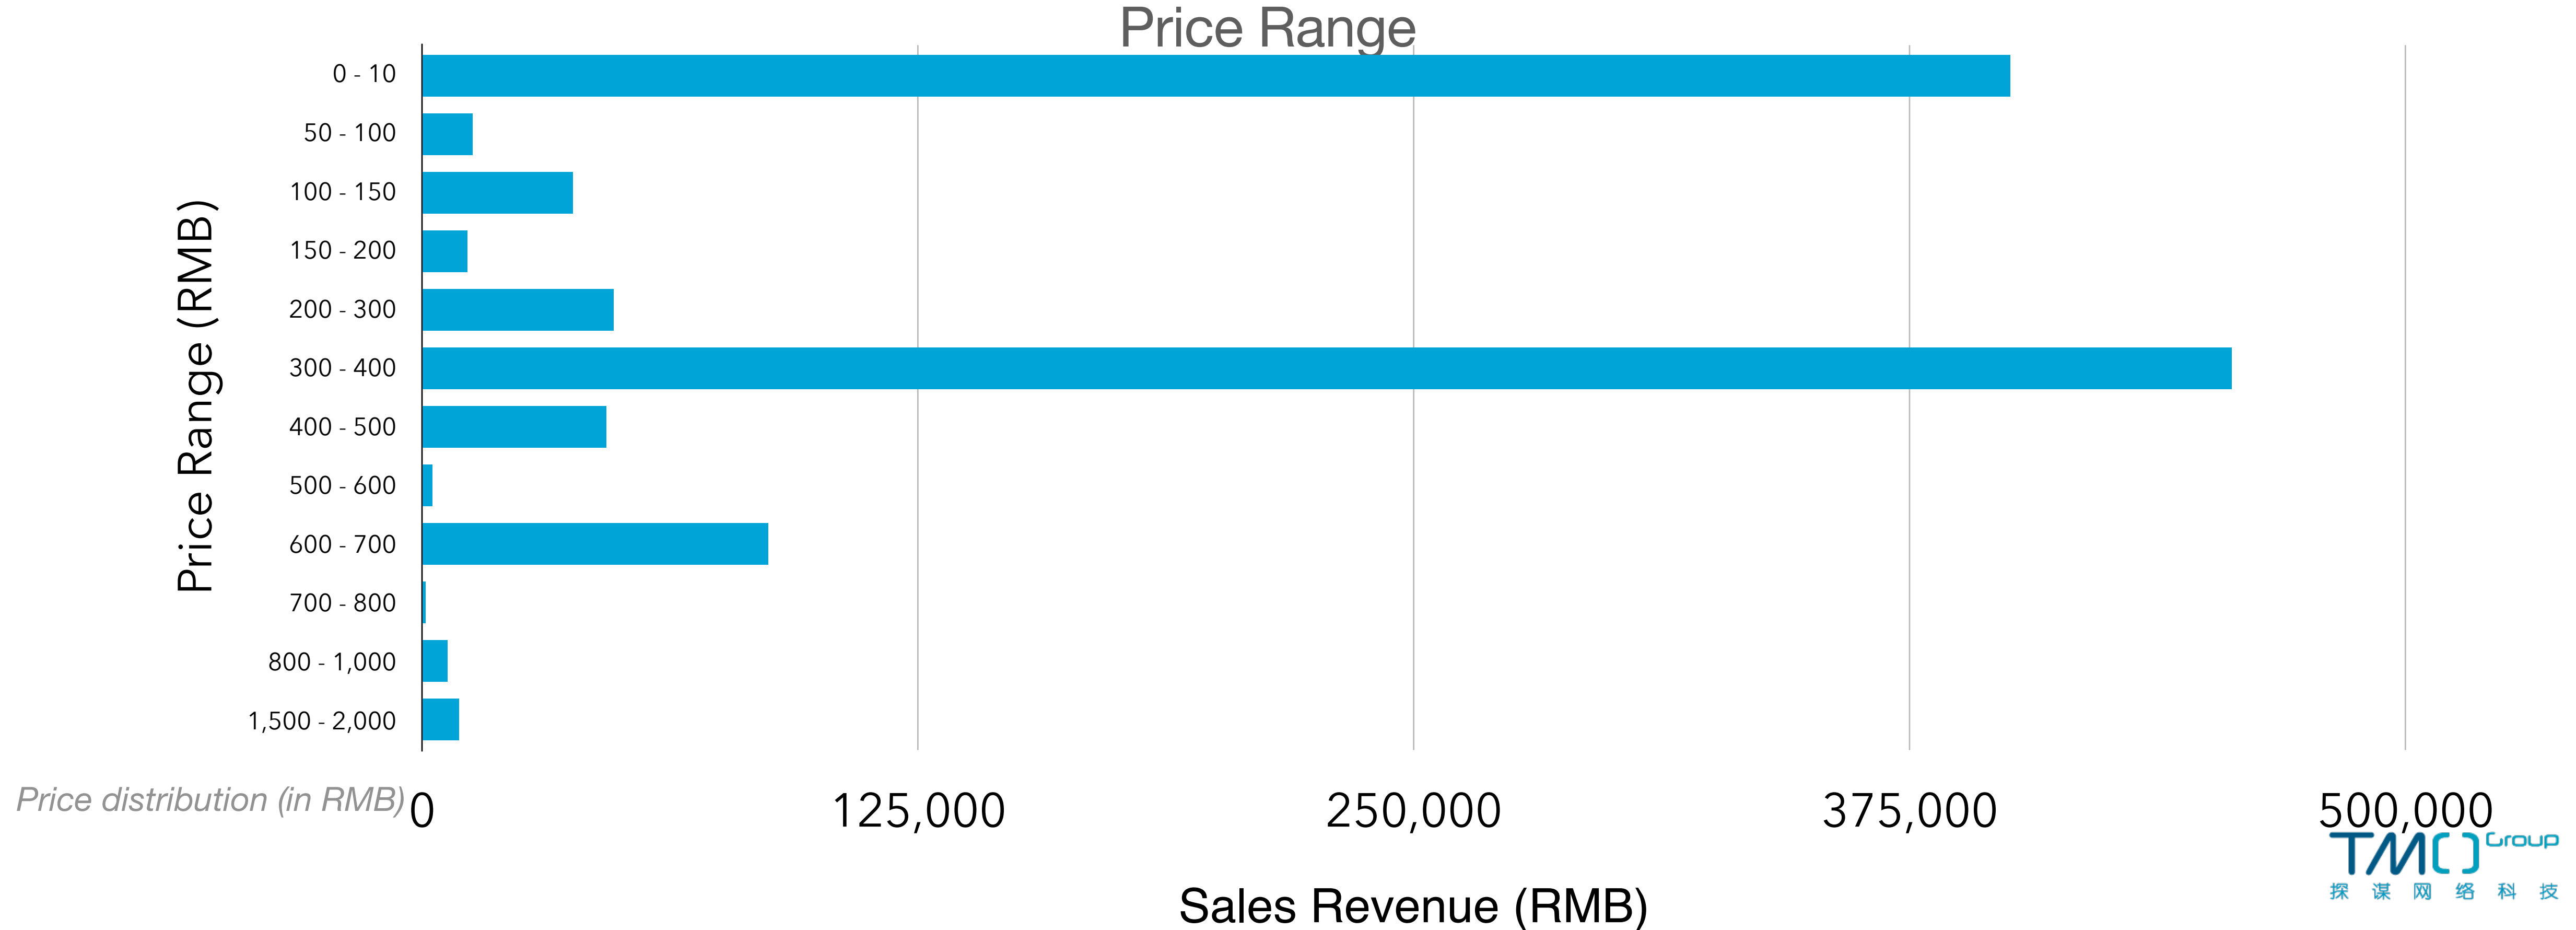 Price Range
0 - 10
50 - 100
100 - 150
150 - 200
200 - 300
300 - 400
400 - 500
500 - 600
600 - 700
700 - 800
800 - 1,000
1,500 - 2,000
Price Range (RMB)
Price distribution (in RMB)
0 125,000 250,000 375,000 500,000
Sales Revenue (RMB)
TMO Group
探谋网络科技